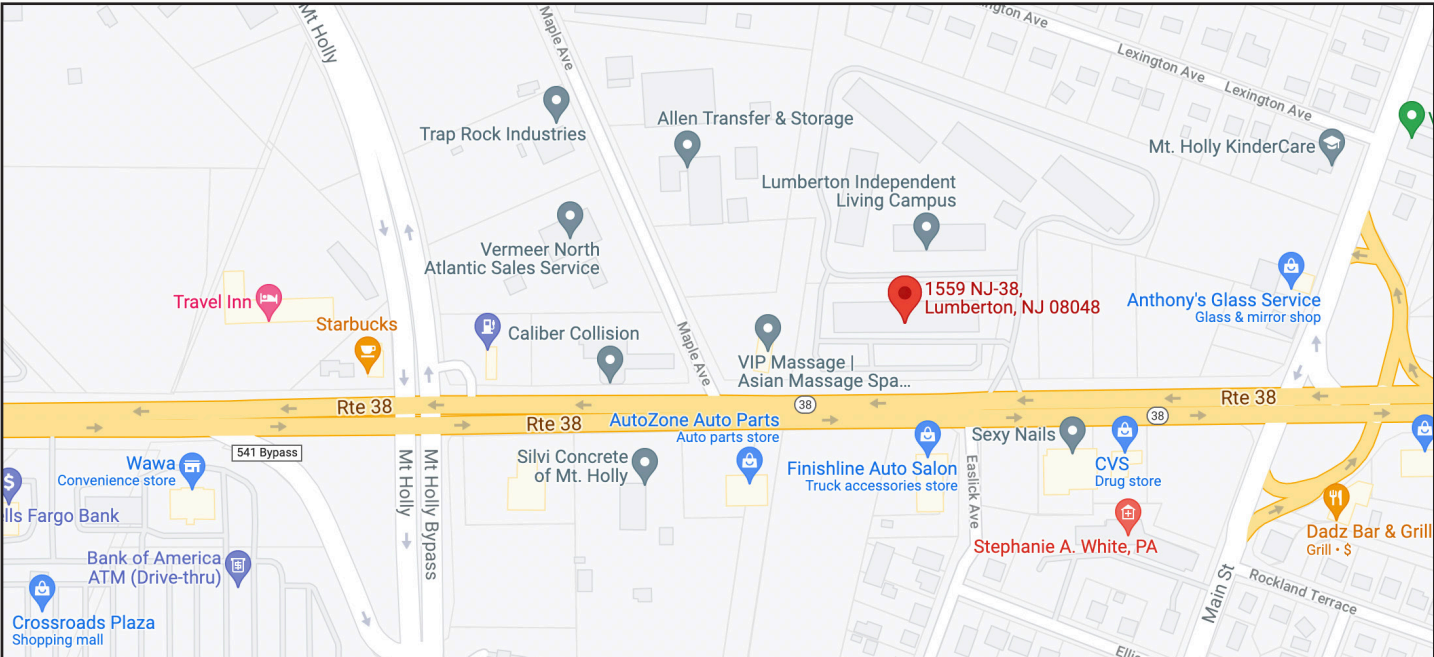 Mt Holly
Maple Ave
ington Ave
Lexington Ave
Lexington Ave
Trap Rock Industries
Allen Transfer & Storage
Mt. Holly KinderCare
Lumberton Independent
Living Campus
Vermeer North
Atlantic Sales Service
Travel Inn
Starbucks
Caliber Collision
Maple Ave
VIP Massage |
Asian Massage Spa...
1559 NJ-38,
Lumberton, NJ 08048
Anthony's Glass Service
Glass & mirror shop
Rte 38
Rte 38
38
38
Rte 38
AutoZone Auto Parts
Auto parts store
541 Bypass
Wawa
Convenience store
Mt Holly
Mt Holly Bypass
Silvi Concrete
of Mt. Holly
Finishline Auto Salon
Truck accessories store
Easlick Ave
Sexy Nails
CVS
Drug store
lls Fargo Bank
Bank of America
ATM (Drive-thru)
Stephanie A. White, PA
Dadz Bar & Grill
Grill • $
Crossroads Plaza
Shopping mall
Main St
Rockland Terrace